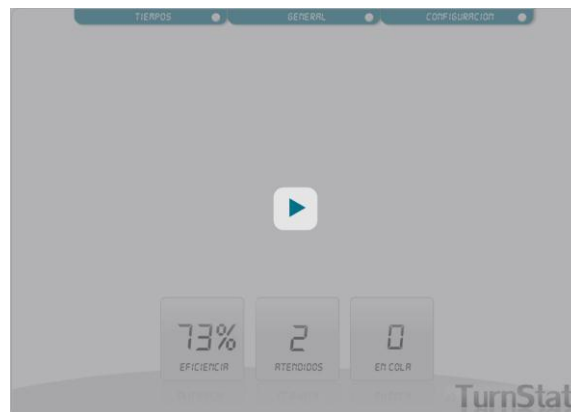 TIEMPOS GENERAL CONFIGURACION
73% 2 0
EFICIENCIA ATENDIDOS EN COLA
TurnStat